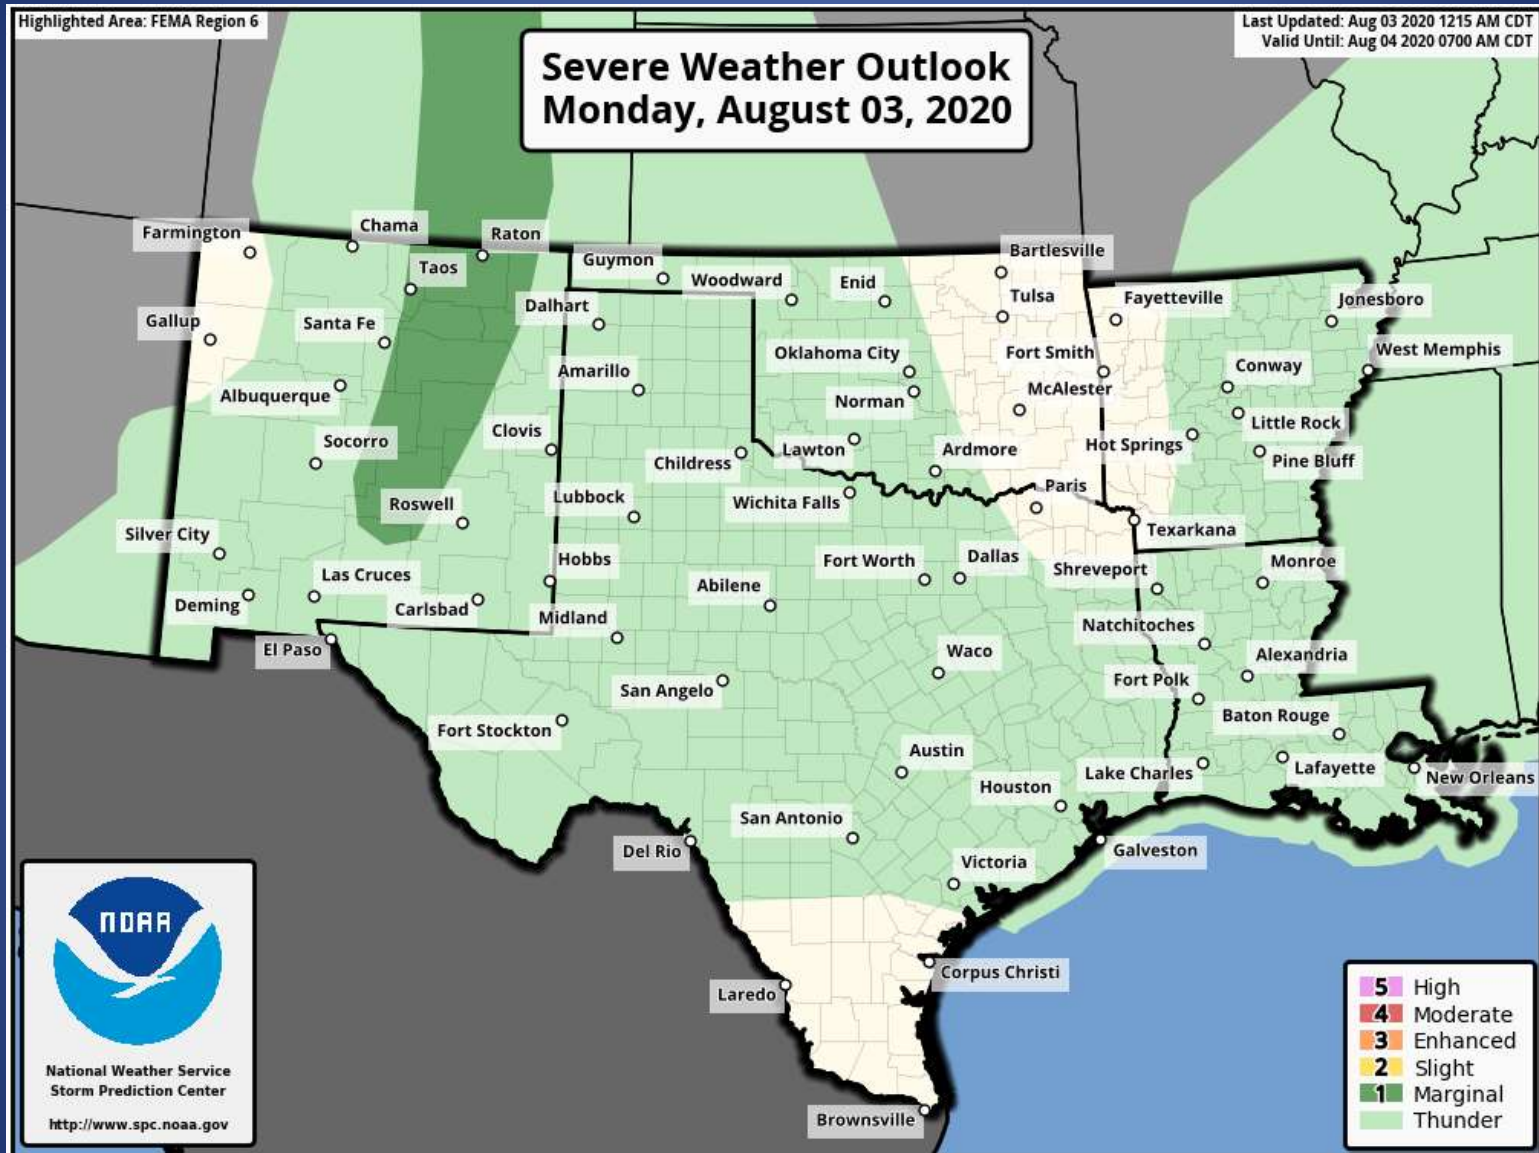 Highlighted Area: FEMA Region 6
Last Updated: Aug 03 2020 1215 AM CDT
Valid Until: Aug 04 2020 0700 AM CDT
Severe Weather Outlook
Monday, August 03, 2020
Farmington
Chama
Raton
Taos
Guymon
Woodward
Enid
Bartlesville
Tulsa
Fayetteville
Jonesboro
Gallup
Santa Fe
Dalhart
Oklahoma City
Fort Smith
West Memphis
Amarillo
Conway
Albuquerque
Norman
McAlester
Little Rock
Socorro
Clovis
Childress
Lawton
Ardmore
Hot Springs
Pine Bluff
Roswell
Lubbock
Wichita Falls
Paris
Texarkana
Silver City
Hobbs
Fort Worth
Dallas
Shreveport
Monroe
Las Cruces
Deming
Carlsbad
Midland
Abilene
Natchitoches
El Paso
San Angelo
Waco
Alexandria
Fort Polk
Fort Stockton
Baton Rouge
Austin
Lake Charles
Lafayette
New Orleans
Houston
San Antonio
Del Rio
Galveston
Victoria
Corpus Christi
Laredo
Brownsville
NOAA
National Weather Service
Storm Prediction Center
http://www.spc.noaa.gov
5 High
4 Moderate
3 Enhanced
2 Slight
1 Marginal
Thunder